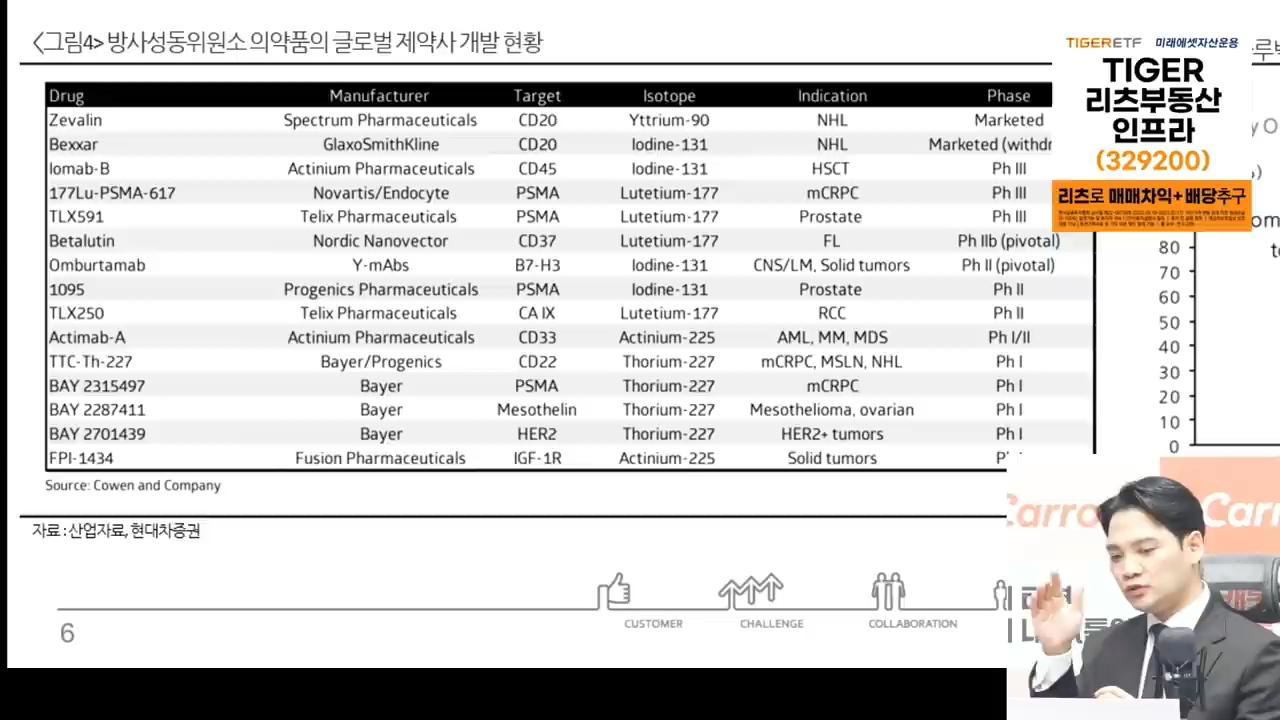 <그림4> 방사성동위원소 의약품의 글로벌 제약사 개발 현황
Drug Manufacturer Target Isotope Indication Phase
Zevalin Spectrum Pharmaceuticals CD20 Yttrium-90 NHL Marketed
Bexxar GlaxoSmithKline CD20 Iodine-131 NHL Marketed (withdr
Iomab-B Actinium Pharmaceuticals CD45 Iodine-131 HSCT Ph III
177Lu-PSMA-617 Novartis/Endocyte PSMA Lutetium-177 mCRPC Ph III
TLX591 Telix Pharmaceuticals PSMA Lutetium-177 Prostate Ph III
Betalutin Nordic Nanovector CD37 Lutetium-177 FL Ph IIb (pivotal)
Omburtamab Y-mAbs B7-H3 Iodine-131 CNS/LM, Solid tumors Ph II (pivotal)
1095 Progenics Pharmaceuticals PSMA Iodine-131 Prostate Ph II
TLX250 Telix Pharmaceuticals CA IX Lutetium-177 RCC Ph II
Actimab-A Actinium Pharmaceuticals CD33 Actinium-225 AML, MM, MDS Ph I/II
TTC-Th-227 Bayer/Progenics CD22 Thorium-227 mCRPC, MSLN, NHL Ph I
BAY 2315497 Bayer PSMA Thorium-227 mCRPC Ph I
BAY 2287411 Bayer Mesothelin Thorium-227 Mesothelioma, ovarian Ph I
BAY 2701439 Bayer HER2 Thorium-227 HER2+ tumors Ph I
FPI-1434 Fusion Pharmaceuticals IGF-1R Actinium-225 Solid tumors
Source: Cowen and Company
자료 : 산업자료, 현대차증권
CUSTOMER CHALLENGE COLLABORATION
6
TIGER ETF 미래에셋자산운용
TIGER
리츠부동산
인프라
(329200)
리츠로 매매차익+배당추구
80
70
60
50
40
30
20
10
0
Carro Carr